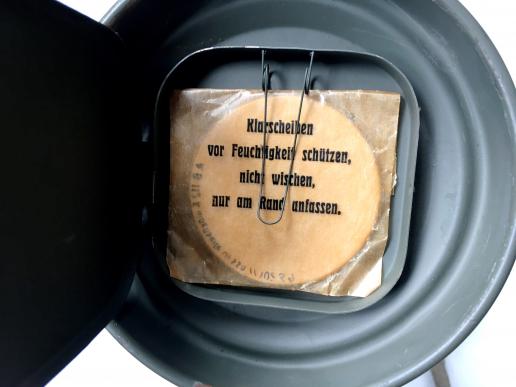 Klarscheiben
vor Feuchtigkeit schützen,
nicht wischen,
nur am Rand anfassen.